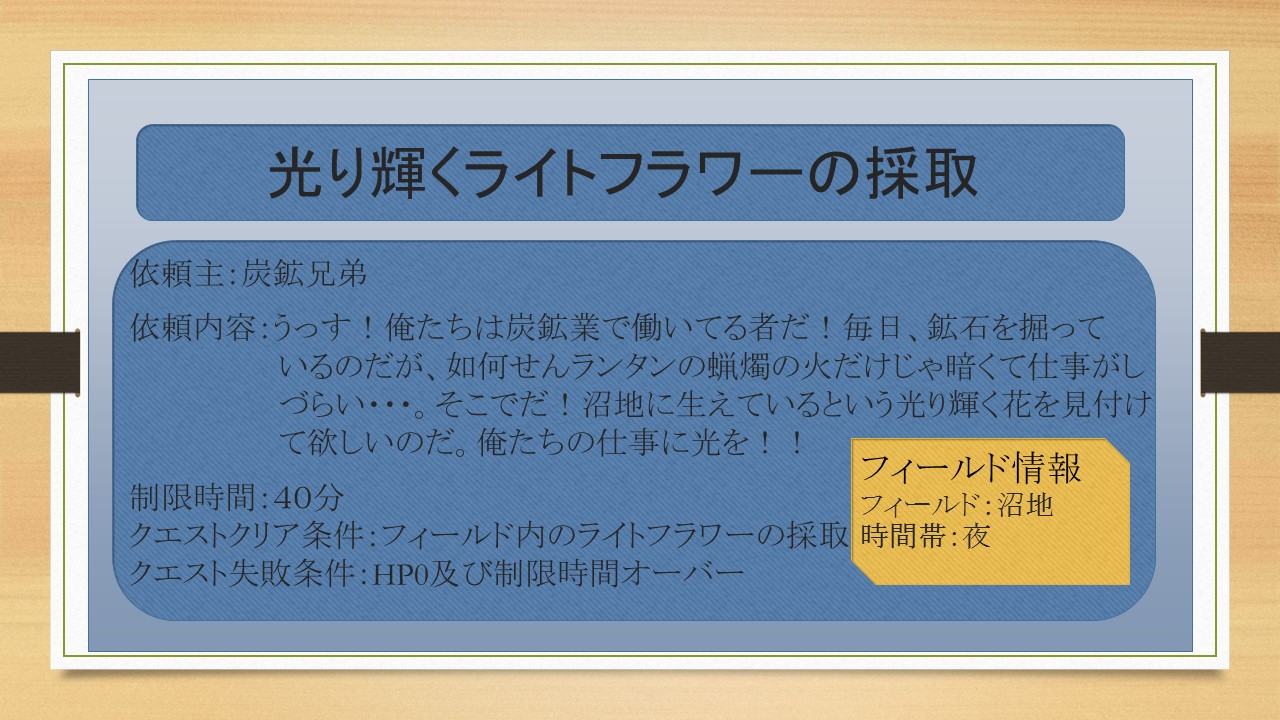 光り輝くライトフラワーの採取
依頼主：炭鉱兄弟
依頼内容：うっす！俺たちは炭鉱業で働いてる者だ！毎日、鉱石を掘って
いるのだが、如何せんランタンの蝋燭の火だけじゃ暗くて仕事がし
づらい・・・。そこでだ！沼地に生えているという光り輝く花を見付け
て欲しいのだ。俺たちの仕事に光を！！
制限時間：４０分
クエストクリア条件：フィールド内のライトフラワーの採取
クエスト失敗条件：HP0及び制限時間オーバー
フィールド情報
フィールド：沼地
時間帯：夜